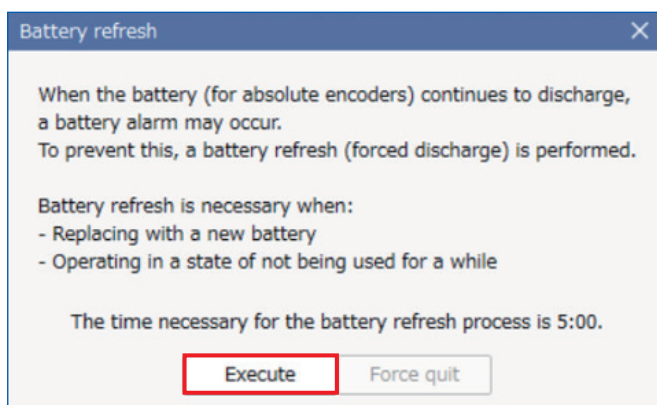 Battery refresh
When the battery (for absolute encoders) continues to discharge,
a battery alarm may occur.
To prevent this, a battery refresh (forced discharge) is performed.
Battery refresh is necessary when:
- Replacing with a new battery
- Operating in a state of not being used for a while
The time necessary for the battery refresh process is 5:00.
Execute Force quit